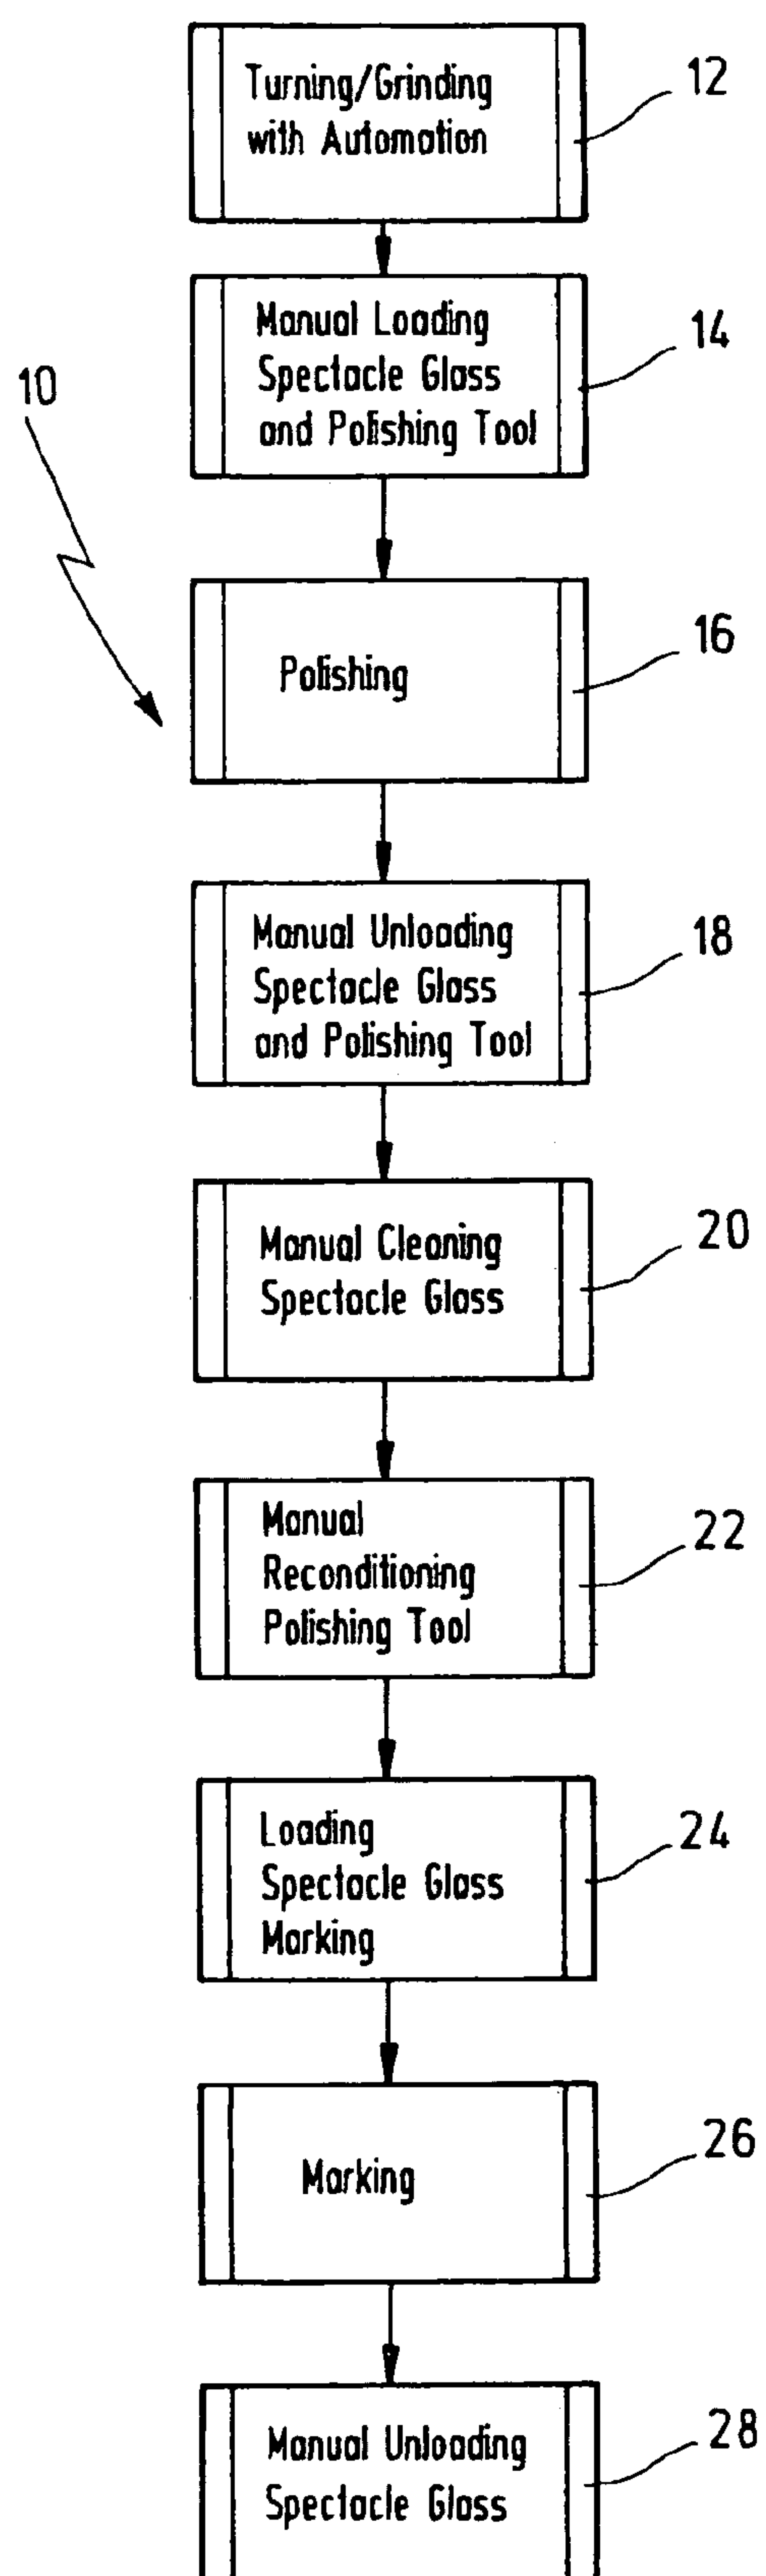 Turning/Grinding
with Automation
12
Manual Loading
Spectacle Glass
and Polishing Tool
14
10
Polishing
16
Manual Unloading
Spectacle Glass
and Polishing Tool
18
Manual Cleaning
Spectacle Glass
20
Manual
Reconditioning
Polishing Tool
22
Loading
Spectacle Glass
Marking
24
Marking
26
Manual Unloading
Spectacle Glass
28